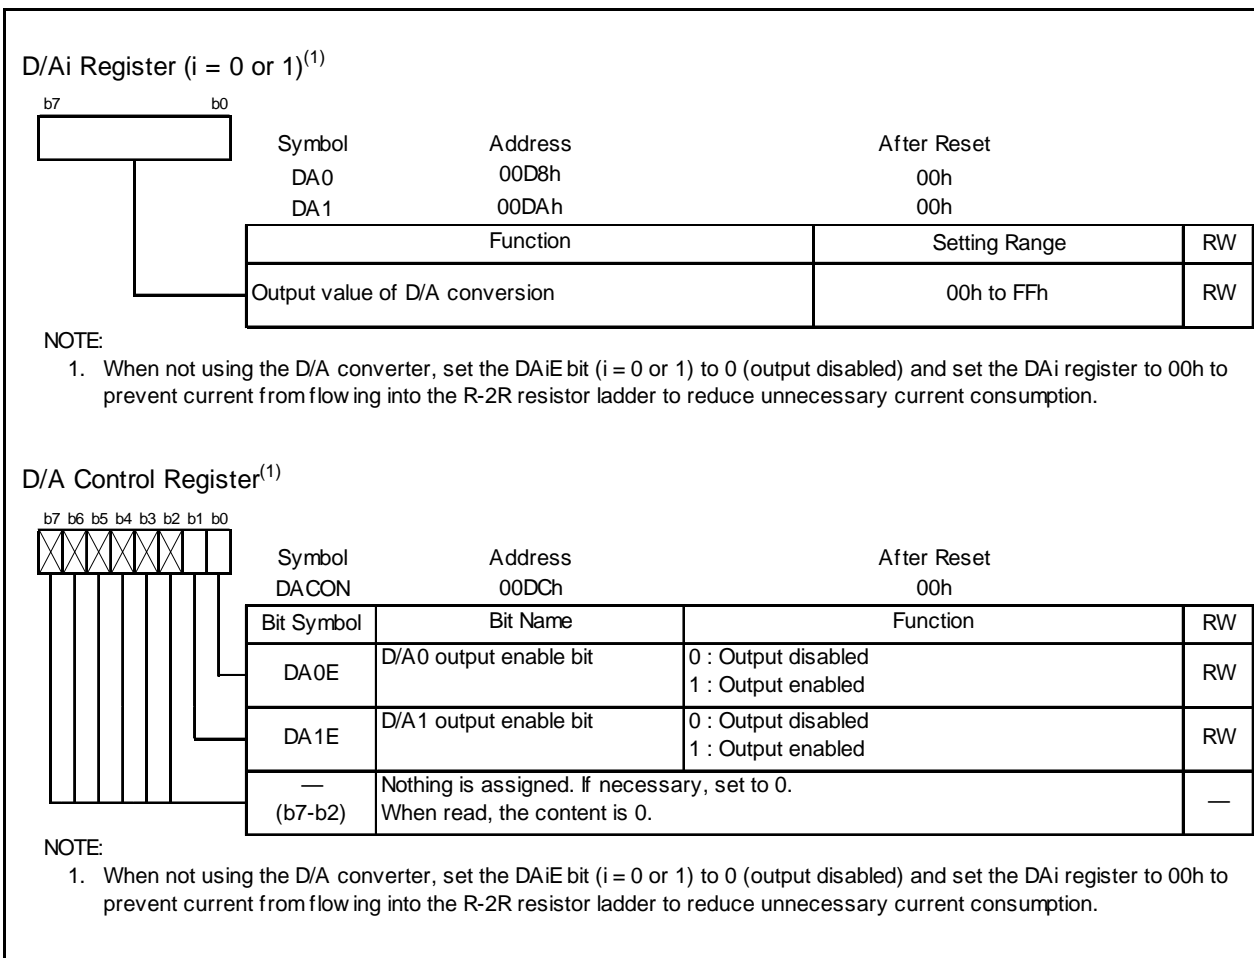 D/Ai Register (i = 0 or 1)(1)
b7 b0
Symbol Address After Reset
DA0 00D8h 00h
DA1 00DAh 00h
Function Setting Range RW
Output value of D/A conversion 00h to FFh RW
NOTE:
1. When not using the D/A converter, set the DAiE bit (i = 0 or 1) to 0 (output disabled) and set the DAi register to 00h to
prevent current from flowing into the R-2R resistor ladder to reduce unnecessary current consumption.
D/A Control Register(1)
b7 b6 b5 b4 b3 b2 b1 b0
Symbol Address After Reset
DACON 00DCh 00h
Bit Symbol Bit Name Function RW
DA0E D/A0 output enable bit 0 : Output disabled
1 : Output enabled RW
DA1E D/A1 output enable bit 0 : Output disabled
1 : Output enabled RW
— Nothing is assigned. If necessary, set to 0.
(b7-b2) When read, the content is 0. —
NOTE:
1. When not using the D/A converter, set the DAiE bit (i = 0 or 1) to 0 (output disabled) and set the DAi register to 00h to
prevent current from flowing into the R-2R resistor ladder to reduce unnecessary current consumption.